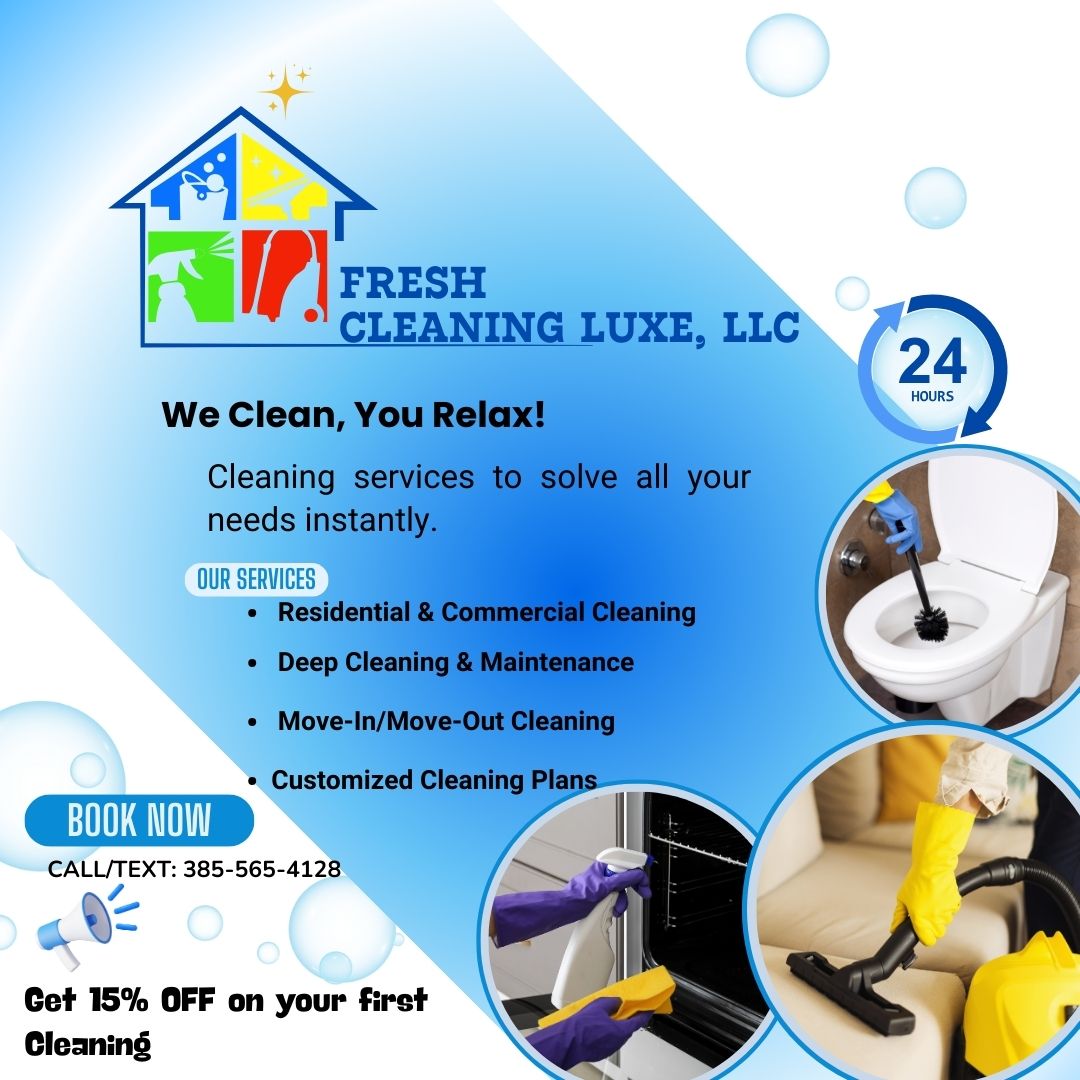 FRESH
CLEANING LUXE, LLC
24
HOURS
We Clean, You Relax!
Cleaning services to solve all your
needs instantly.
OUR SERVICES
• Residential & Commercial Cleaning
• Deep Cleaning & Maintenance
• Move-In/Move-Out Cleaning
• Customized Cleaning Plans
BOOK NOW
CALL/TEXT: 385-565-4128
Get 15% OFF on your first
Cleaning